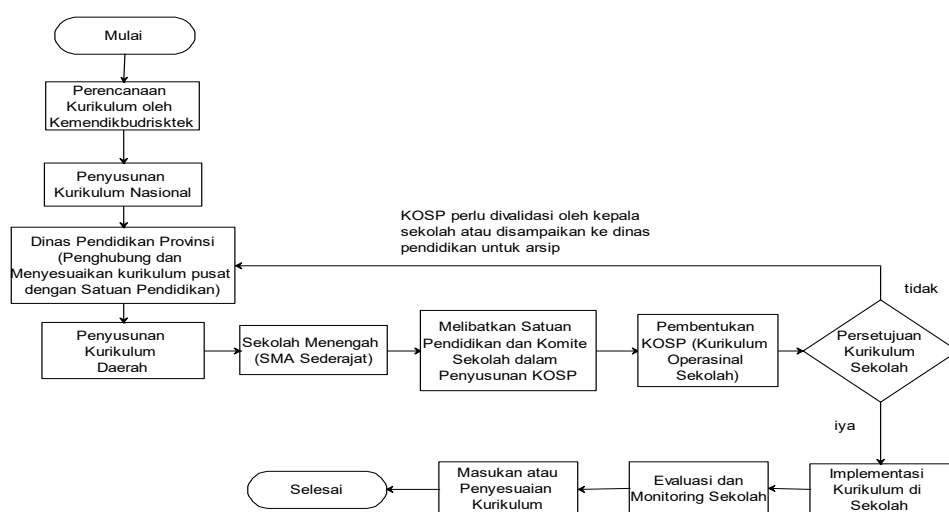 Mulai
Perencanaan
Kurikulum oleh
Kemendikbudrisktek
Penyusunan
Kurikulum Nasional
KOSP perlu divalidasi oleh kepala
sekolah atau disampaikan ke dinas
pendidikan untuk arsip
Dinas Pendidikan Provinsi
(Penghubung dan
Menyesuaikan kurikulum pusat
dengan Satuan Pendidikan)
tidak
Penyusunan
Kurikulum
Daerah
Sekolah Menengah
(SMA Sederajat)
Melibatkan Satuan
Pendidikan dan Komite
Sekolah dalam
Penyusunan KOSP
Pembentukan
KOSP (Kurikulum
Operasinal
Sekolah)
Persetujuan
Kurikulum
Sekolah
iya
Implementasi
Kurikulum di
Sekolah
Evaluasi dan
Monitoring Sekolah
Masukan atau
Penyesuaian
Kurikulum
Selesai